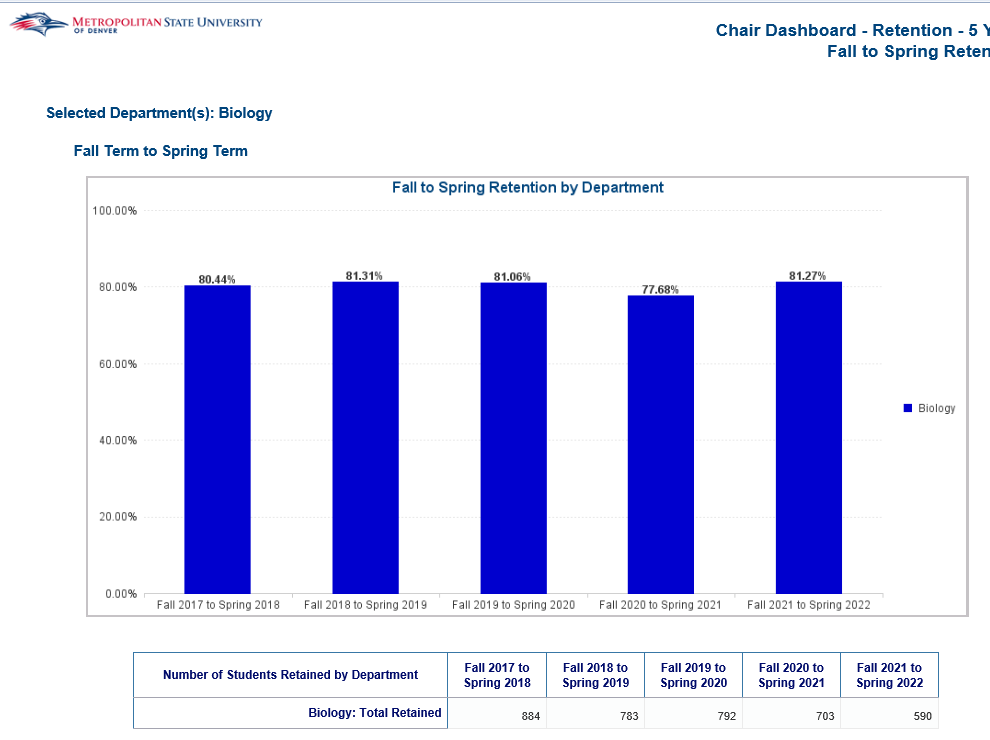 METROPOLITAN STATE UNIVERSITY
OF DENVER
Chair Dashboard - Retention - 5 Y
Fall to Spring Reten
Selected Department(s): Biology
Fall Term to Spring Term
Fall to Spring Retention by Department
100.00%
80.00%
60.00%
40.00%
20.00%
0.00%
80.44%
81.31%
81.06%
77.68%
81.27%
Biology
Fall 2017 to Spring 2018
Fall 2018 to Spring 2019
Fall 2019 to Spring 2020
Fall 2020 to Spring 2021
Fall 2021 to Spring 2022
Number of Students Retained by Department
Fall 2017 to
Spring 2018
Fall 2018 to
Spring 2019
Fall 2019 to
Spring 2020
Fall 2020 to
Spring 2021
Fall 2021 to
Spring 2022
Biology: Total Retained
884
783
792
703
590